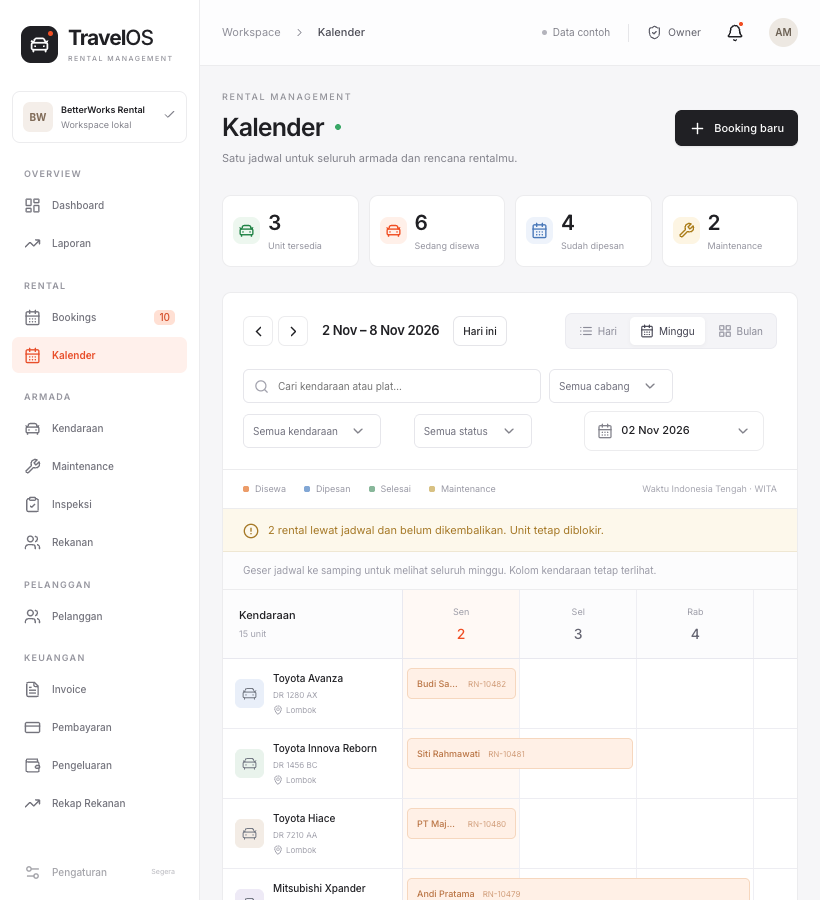 TravelOS
RENTAL MANAGEMENT
BW
BetterWorks Rental
Workspace lokal
OVERVIEW
Dashboard
Laporan
RENTAL
Bookings 10
Kalender
ARMADA
Kendaraan
Maintenance
Inspeksi
Rekanan
PELANGGAN
Pelanggan
KEUANGAN
Invoice
Pembayaran
Pengeluaran
Rekap Rekanan
Pengaturan Segera
Workspace Kalender Data contoh Owner AM
RENTAL MANAGEMENT
Kalender
Satu jadwal untuk seluruh armada dan rencana rentalmu.
Booking baru
3
Unit tersedia
6
Sedang disewa
4
Sudah dipesan
2
Maintenance
2 Nov – 8 Nov 2026 Hari ini Hari Minggu Bulan
Cari kendaraan atau plat... Semua cabang
Semua kendaraan Semua status 02 Nov 2026
Disewa Dipesan Selesai Maintenance Waktu Indonesia Tengah · WITA
2 rental lewat jadwal dan belum dikembalikan. Unit tetap diblokir.
Geser jadwal ke samping untuk melihat seluruh minggu. Kolom kendaraan tetap terlihat.
Kendaraan
15 unit
Sen
2
Sel
3
Rab
4
Toyota Avanza
DR 1280 AX
Lombok
Budi Sa... RN-10482
Toyota Innova Reborn
DR 1456 BC
Lombok
Siti Rahmawati RN-10481
Toyota Hiace
DR 7210 AA
Lombok
PT Maj... RN-10480
Mitsubishi Xpander
Andi Pratama RN-10479